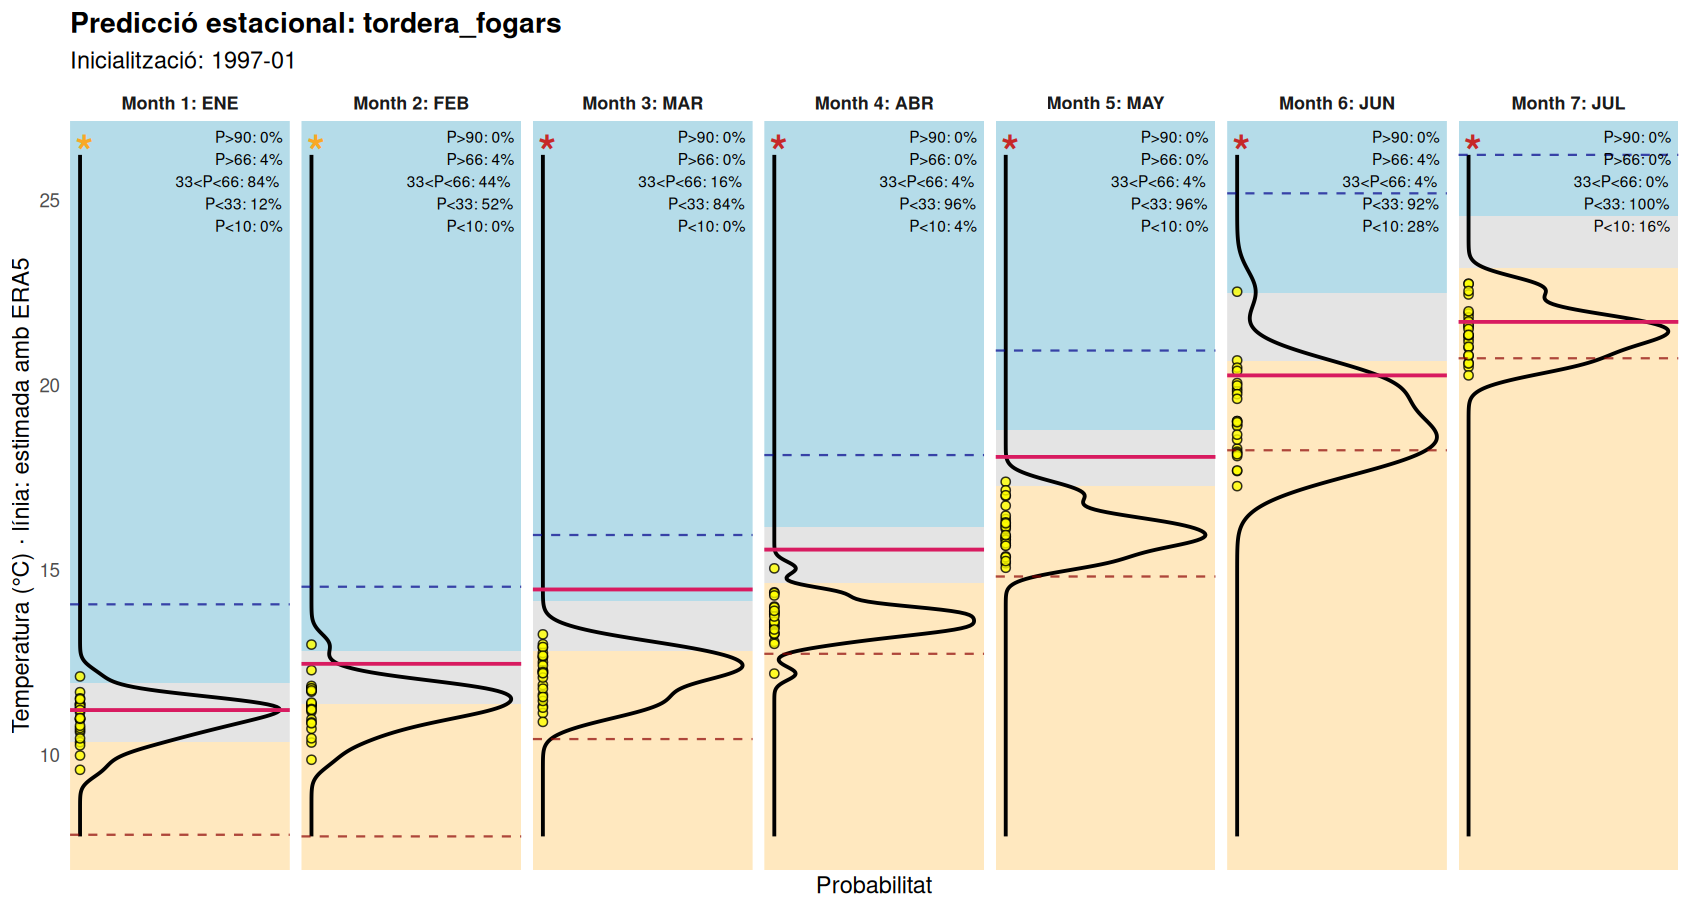 Predicció estacional: tordera_fogars
Inicialització: 1997-01
Month 1: ENE
Month 2: FEB
Month 3: MAR
Month 4: ABR
Month 5: MAY
Month 6: JUN
Month 7: JUL
*
P>90: 0%
P>66: 4%
33<P<66: 84%
P<33: 12%
P<10: 0%
*
P>90: 0%
P>66: 4%
33<P<66: 44%
P<33: 52%
P<10: 0%
*
P>90: 0%
P>66: 0%
33<P<66: 16%
P<33: 84%
P<10: 0%
*
P>90: 0%
P>66: 0%
33<P<66: 4%
P<33: 96%
P<10: 4%
*
P>90: 0%
P>66: 0%
33<P<66: 4%
P<33: 96%
P<10: 0%
*
P>90: 0%
P>66: 4%
33<P<66: 4%
P<33: 92%
P<10: 28%
*
P>90: 0%
P>66: 0%
33<P<66: 0%
P<33: 100%
P<10: 16%
25
20
15
10
Temperatura (°C) · línia: estimada amb ERA5
Probabilitat